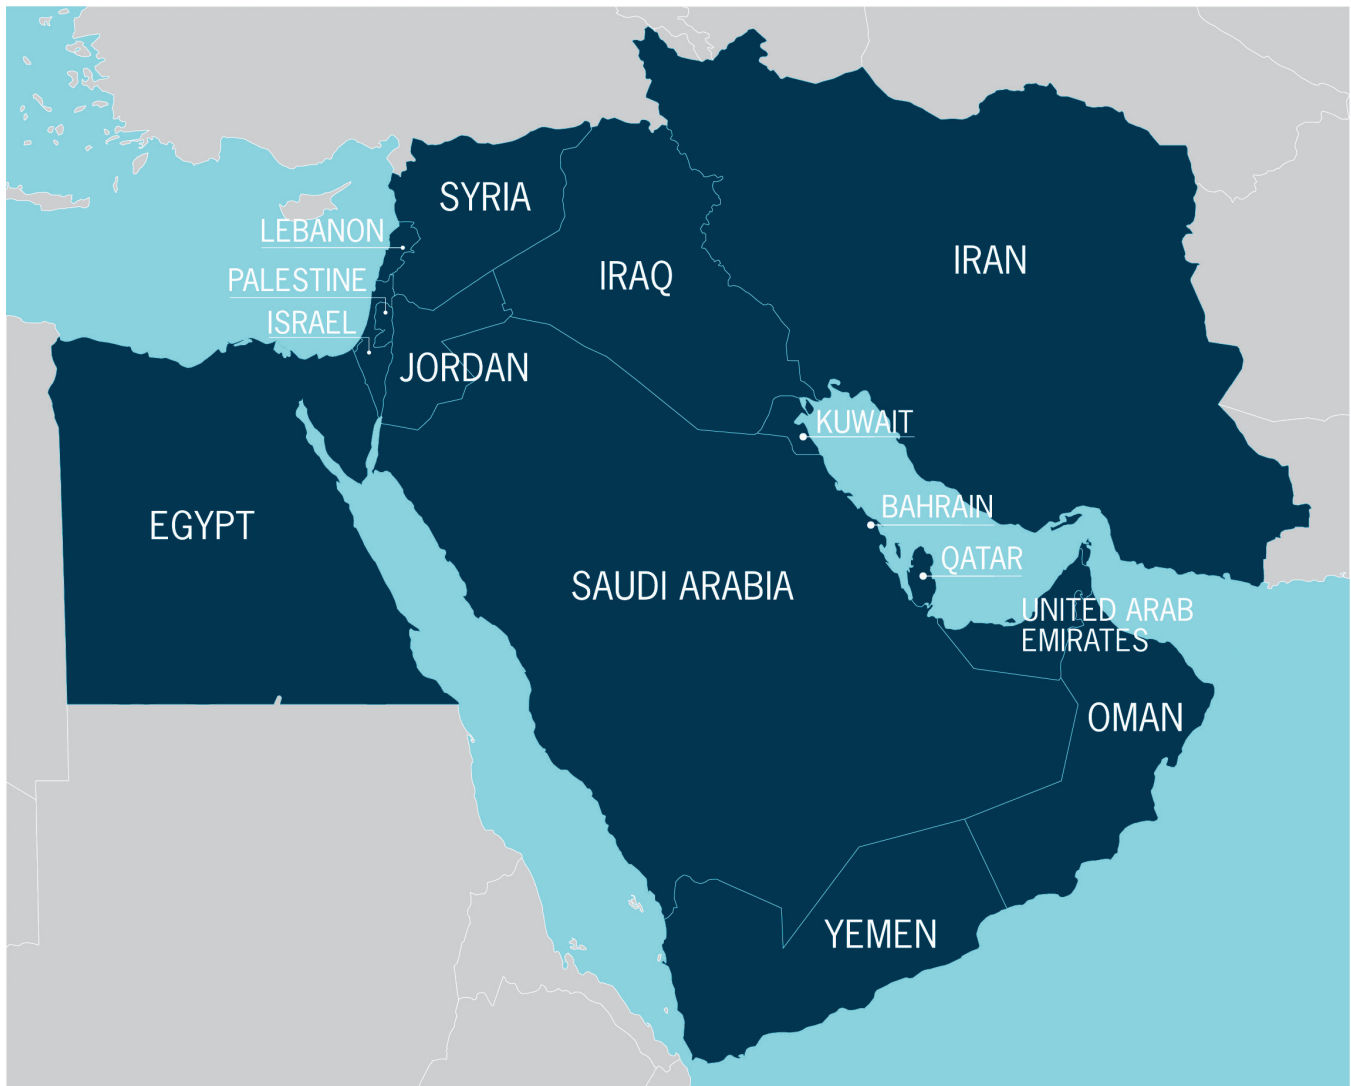 SYRIA
LEBANON
IRAN
IRAQ
PALESTINE
ISRAEL
JORDAN
KUWAIT
BAHRAIN
EGYPT
QATAR
SAUDI ARABIA
UNITED ARAB
EMIRATES
OMAN
YEMEN